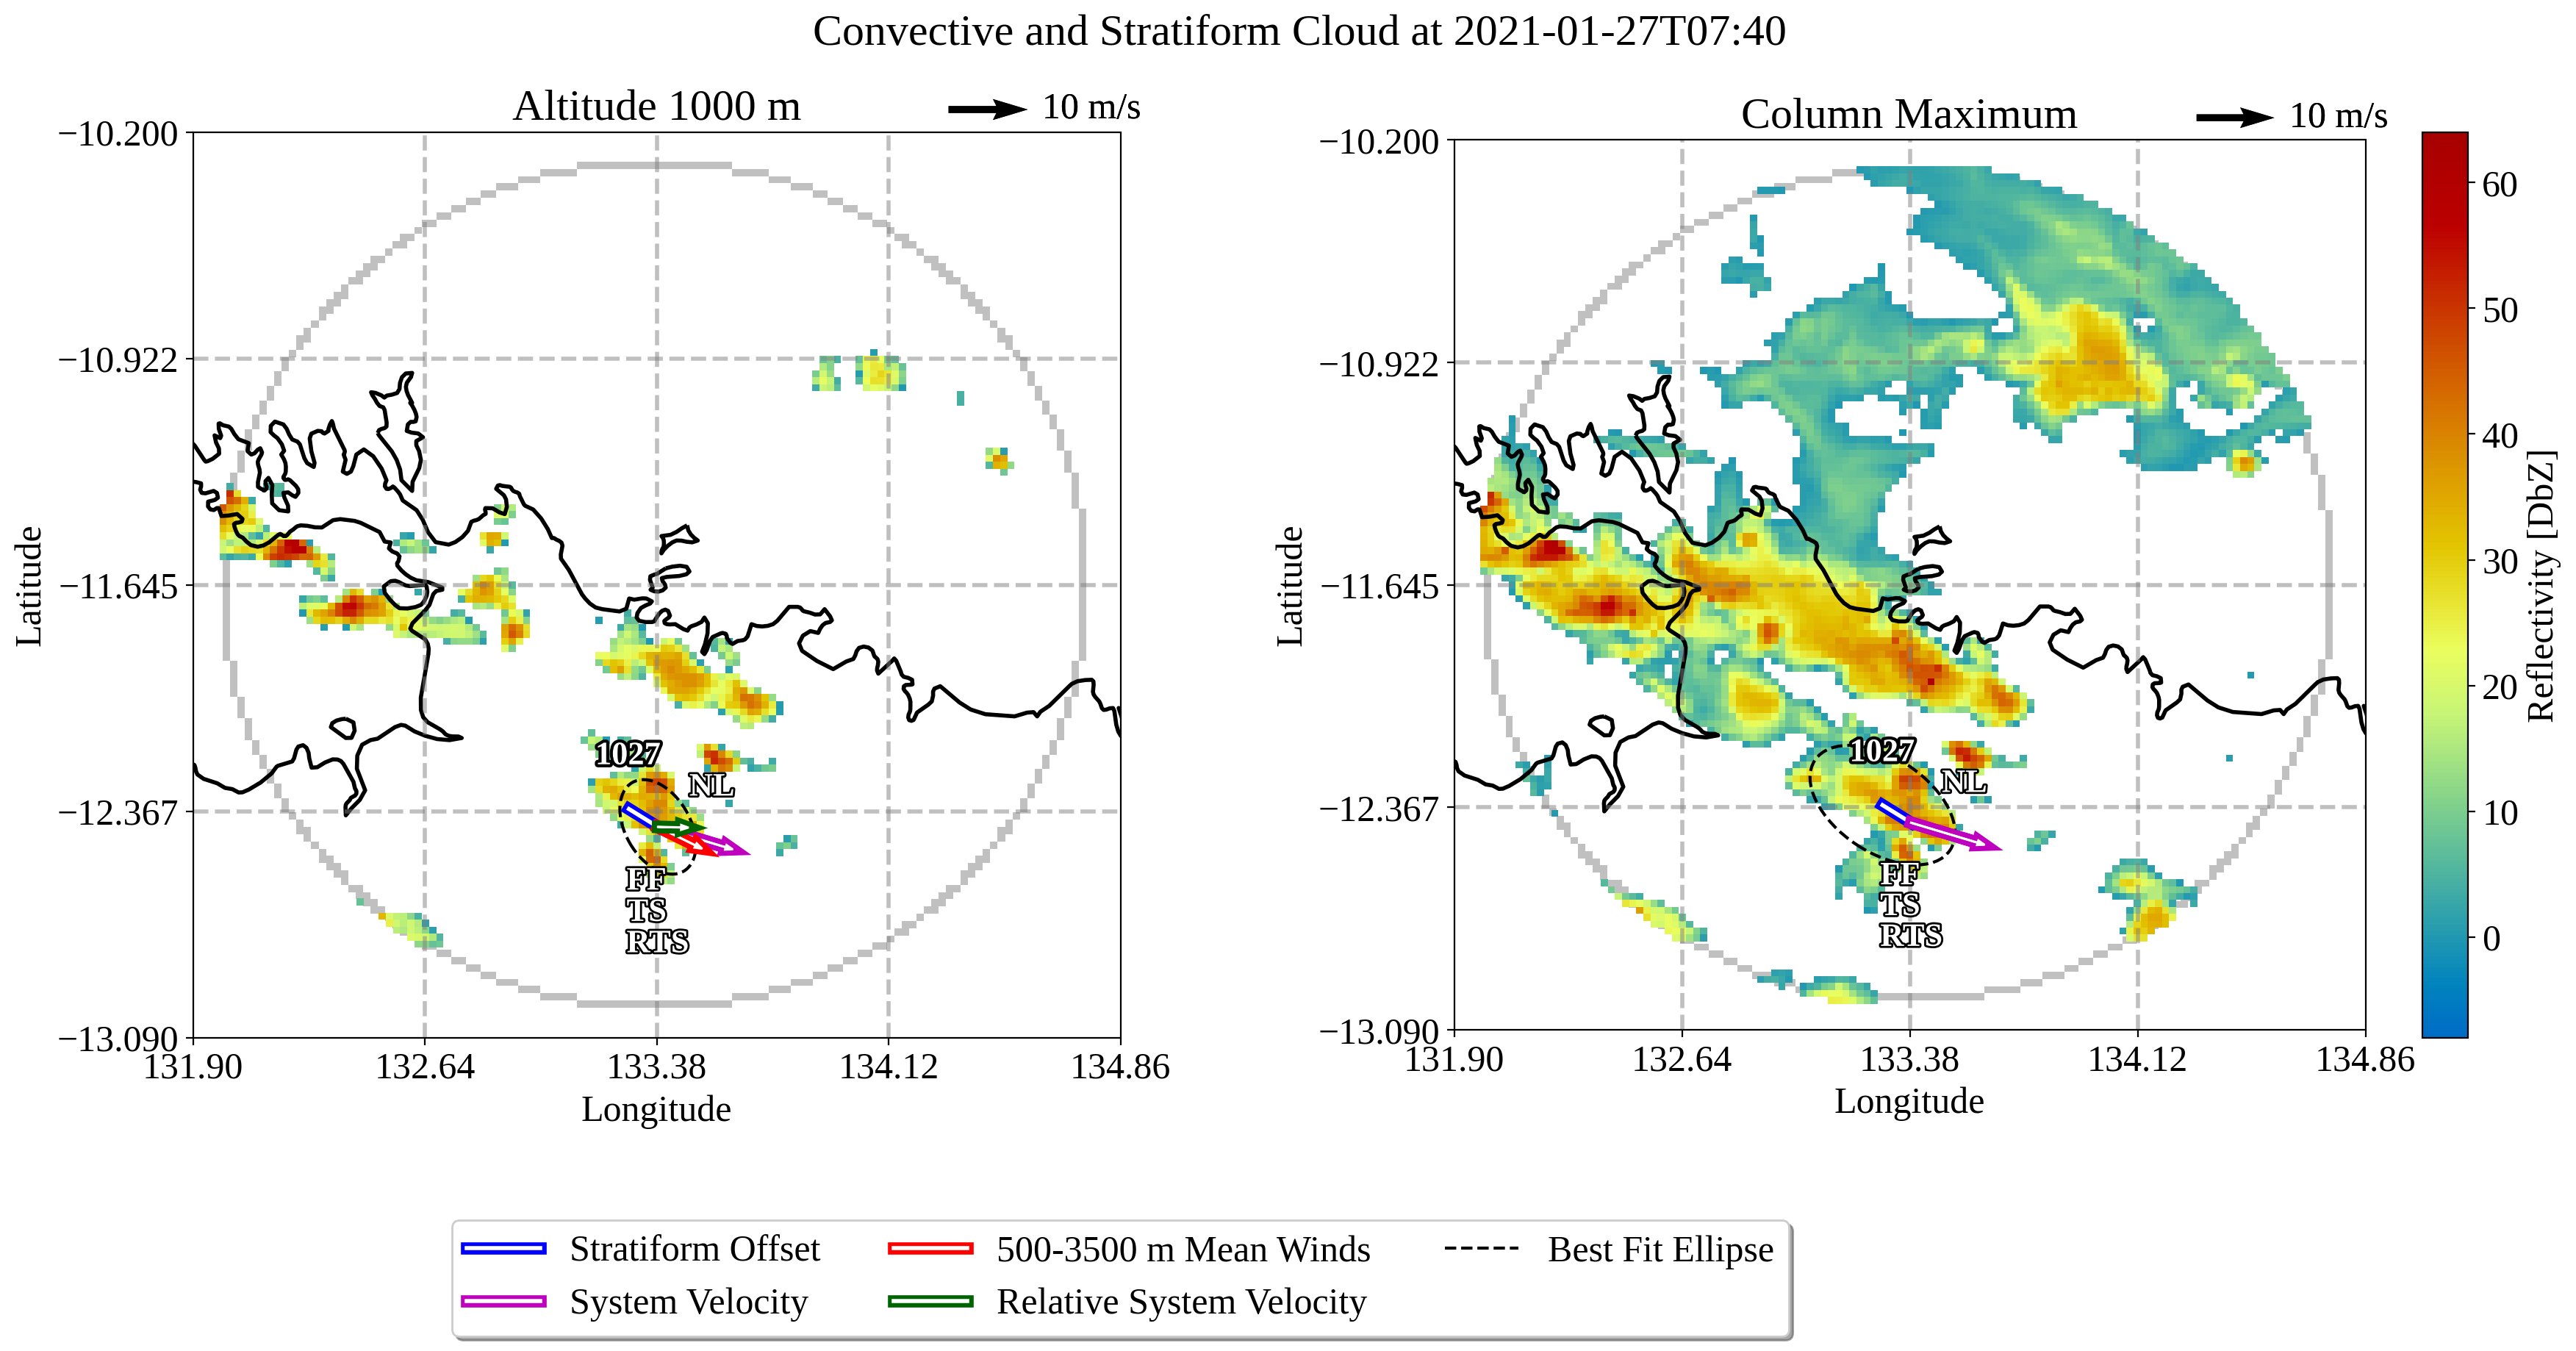 Convective and Stratiform Cloud at 2021-01-27T07:40
Altitude 1000 m
10 m/s
Latitude
−10.200
−10.922
−11.645
−12.367
−13.090
131.90
132.64
133.38
134.12
134.86
Longitude
1027
NL
FF
TS
RTS
Column Maximum
10 m/s
Latitude
−10.200
−10.922
−11.645
−12.367
−13.090
131.90
132.64
133.38
134.12
134.86
Longitude
1027
NL
FF
TS
RTS
60
50
40
30
20
10
0
Reflectivity [DbZ]
Stratiform Offset
System Velocity
500-3500 m Mean Winds
Relative System Velocity
Best Fit Ellipse